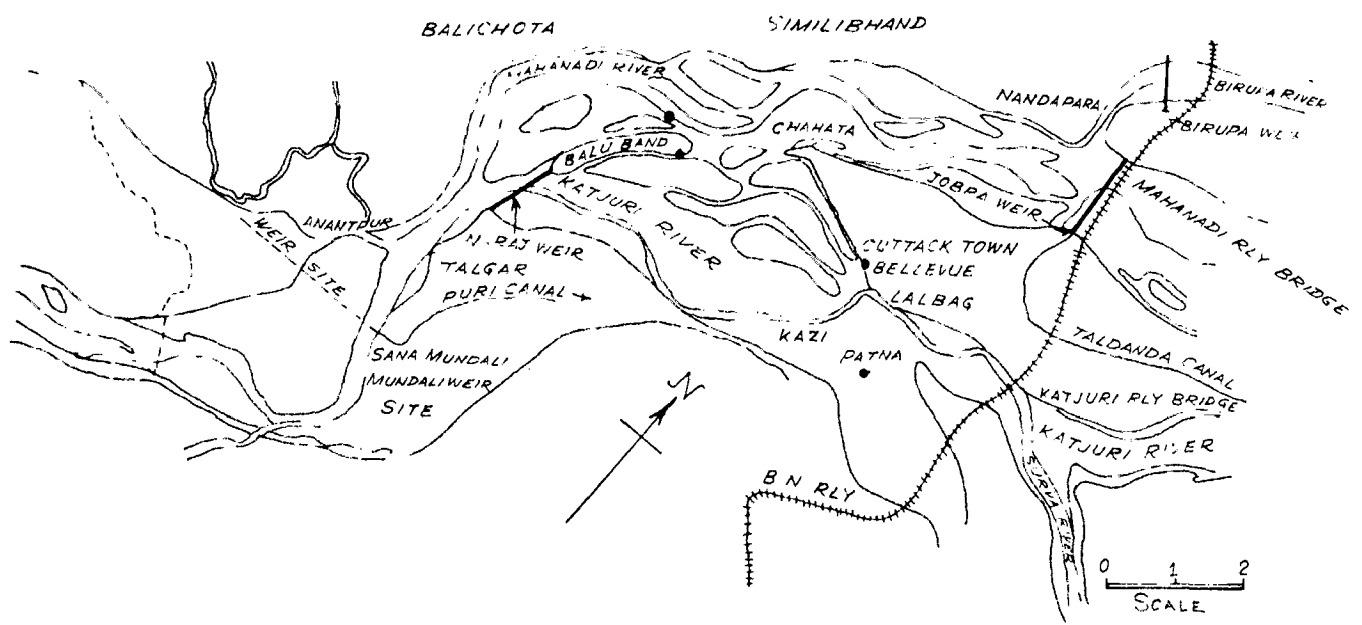 BALICHOTA
SIMILIBHAND
MAHANADI RIVER
NANDAPARA
BIRUPA RIVER
BIRUPA WEIR
CHAHATA
BALU BAND
JOBRA WEIR
MAHANADI RLY BRIDGE
KATJURI RIVER
ANANTPUR
WEIR SITE
NARAJ WEIR
TALGAR
PURI CANAL
CUTTACK TOWN
BELLEVUE
LALBAG
KAZI
PATNA
TALDANDA CANAL
SANA MUNDALI
MUNDALI WEIR
SITE
N
KATJURI RLY BRIDGE
KATJURI RIVER
B N RLY
RIVER
0 1 2
SCALE